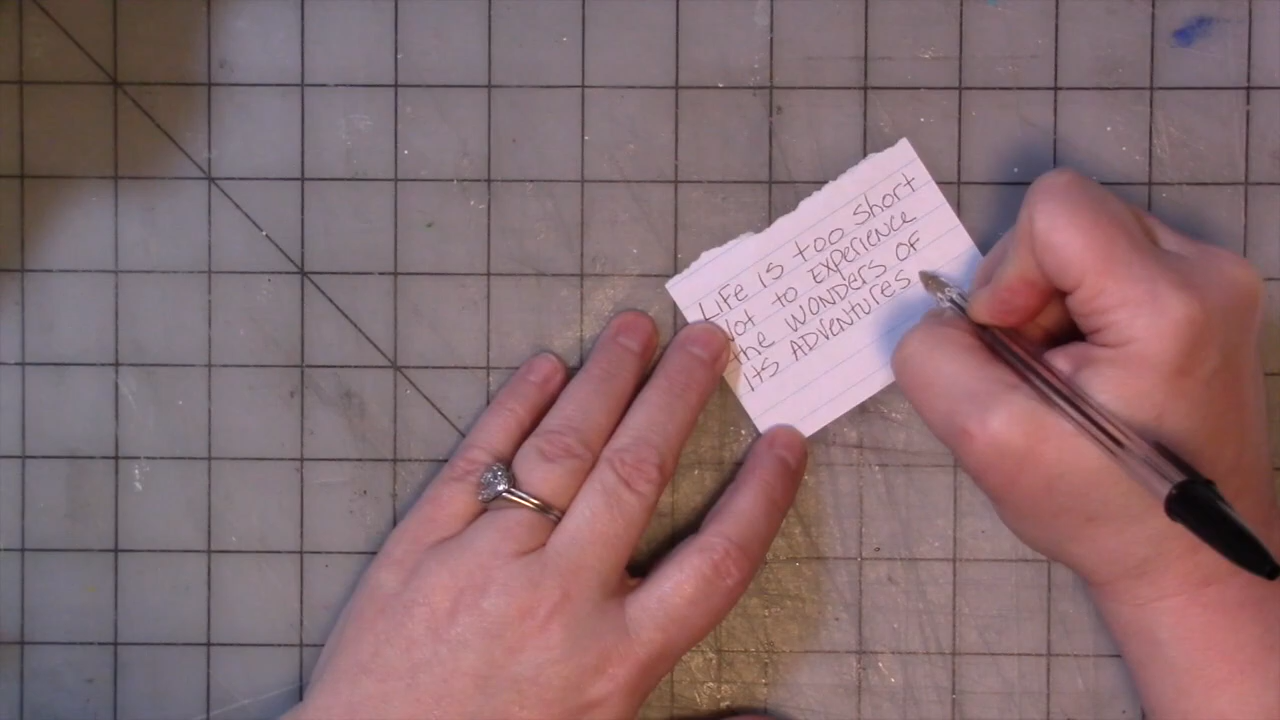 Life is too short
Not to Experience
the wonders of
its Adventures